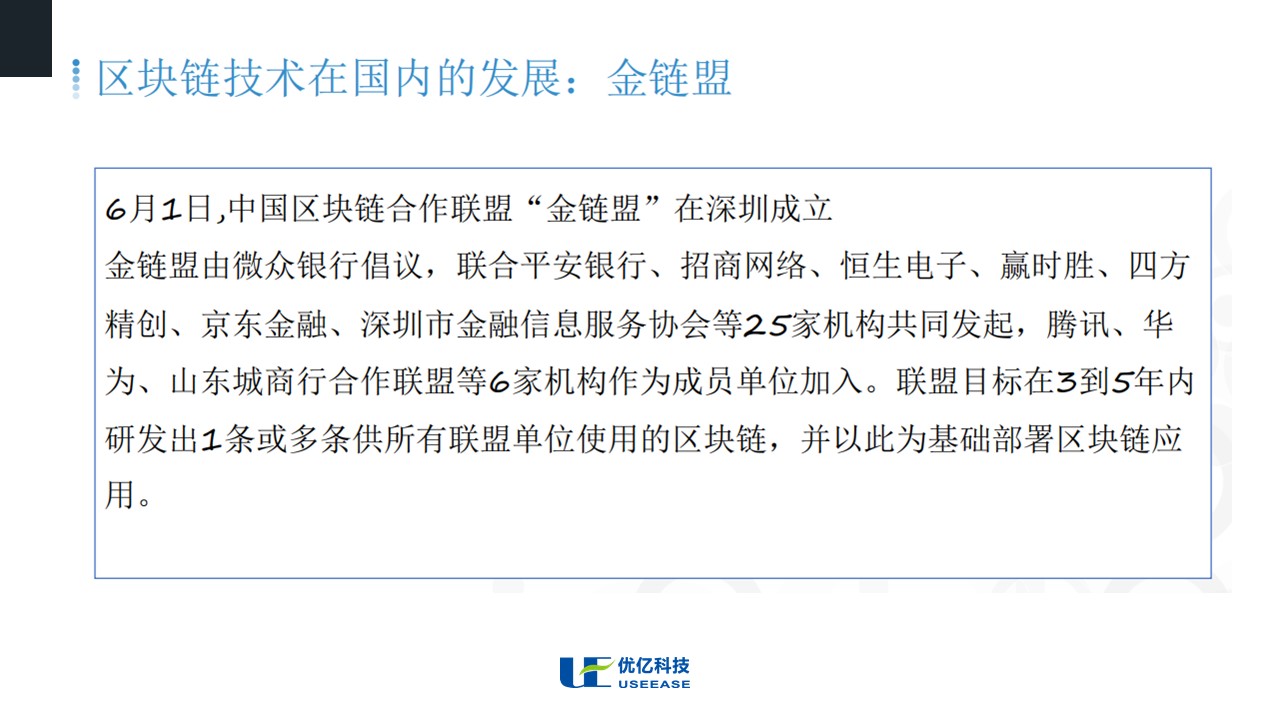 区块链技术在国内的发展：金链盟
6月1日,中国区块链合作联盟“金链盟”在深圳成立
金链盟由微众银行倡议，联合平安银行、招商网络、恒生电子、赢时胜、四方
精创、京东金融、深圳市金融信息服务协会等25家机构共同发起，腾讯、华
为、山东城商行合作联盟等6家机构作为成员单位加入。联盟目标在3到5年内
研发出1条或多条供所有联盟单位使用的区块链，并以此为基础部署区块链应
用。
优亿科技
USEEASE